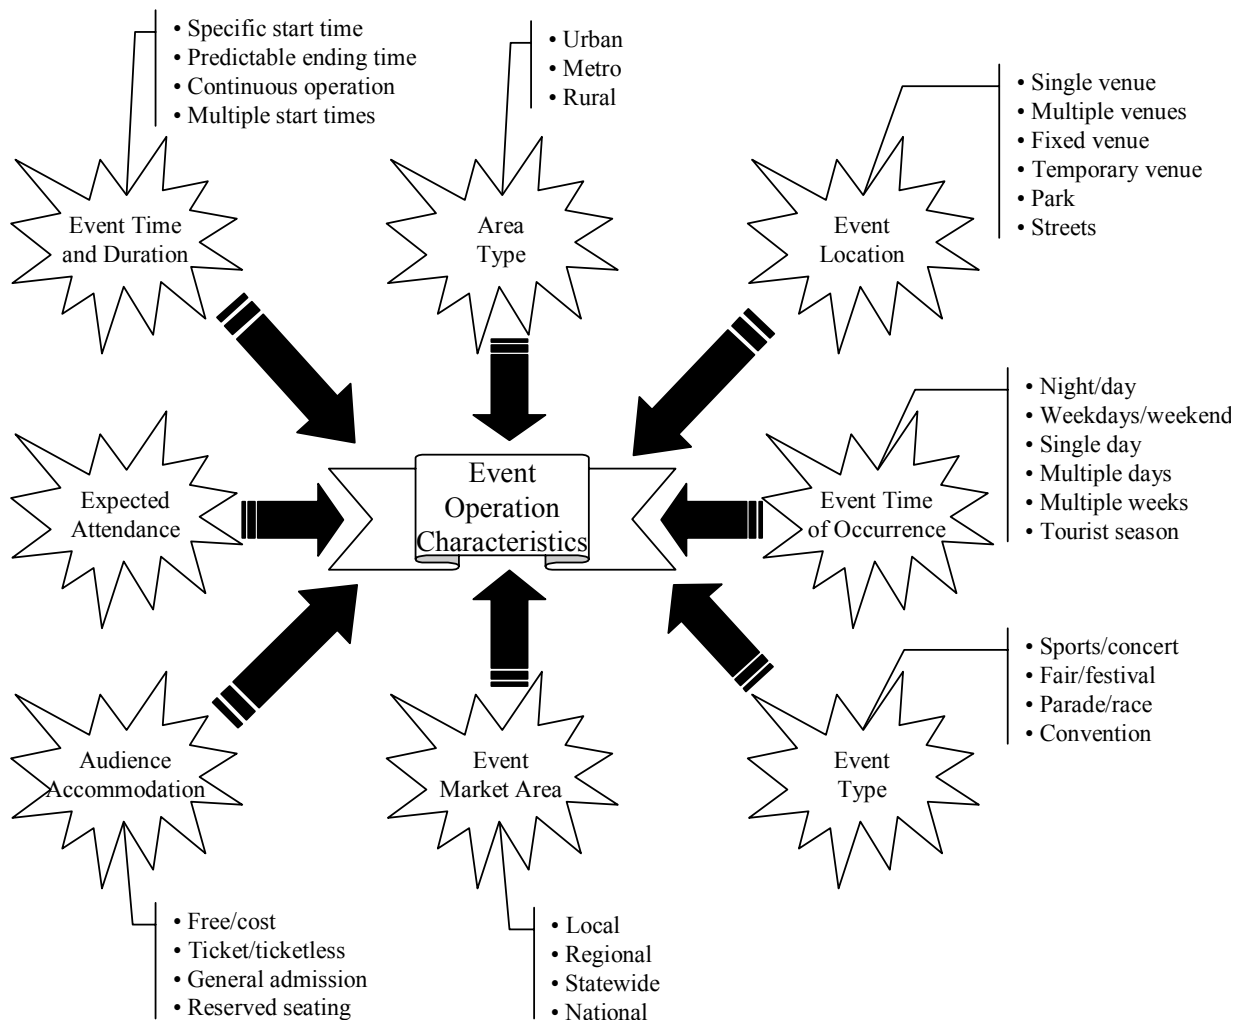 • Specific start time
• Predictable ending time
• Continuous operation
• Multiple start times
Event Time
and Duration
• Urban
• Metro
• Rural
Area
Type
• Single venue
• Multiple venues
• Fixed venue
• Temporary venue
• Park
• Streets
Event
Location
Expected
Attendance
Event
Operation
Characteristics
• Night/day
• Weekdays/weekend
• Single day
• Multiple days
• Multiple weeks
• Tourist season
Event Time
of Occurrence
Audience
Accommodation
• Free/cost
• Ticket/ticketless
• General admission
• Reserved seating
Event
Market Area
• Local
• Regional
• Statewide
• National
• Sports/concert
• Fair/festival
• Parade/race
• Convention
Event
Type